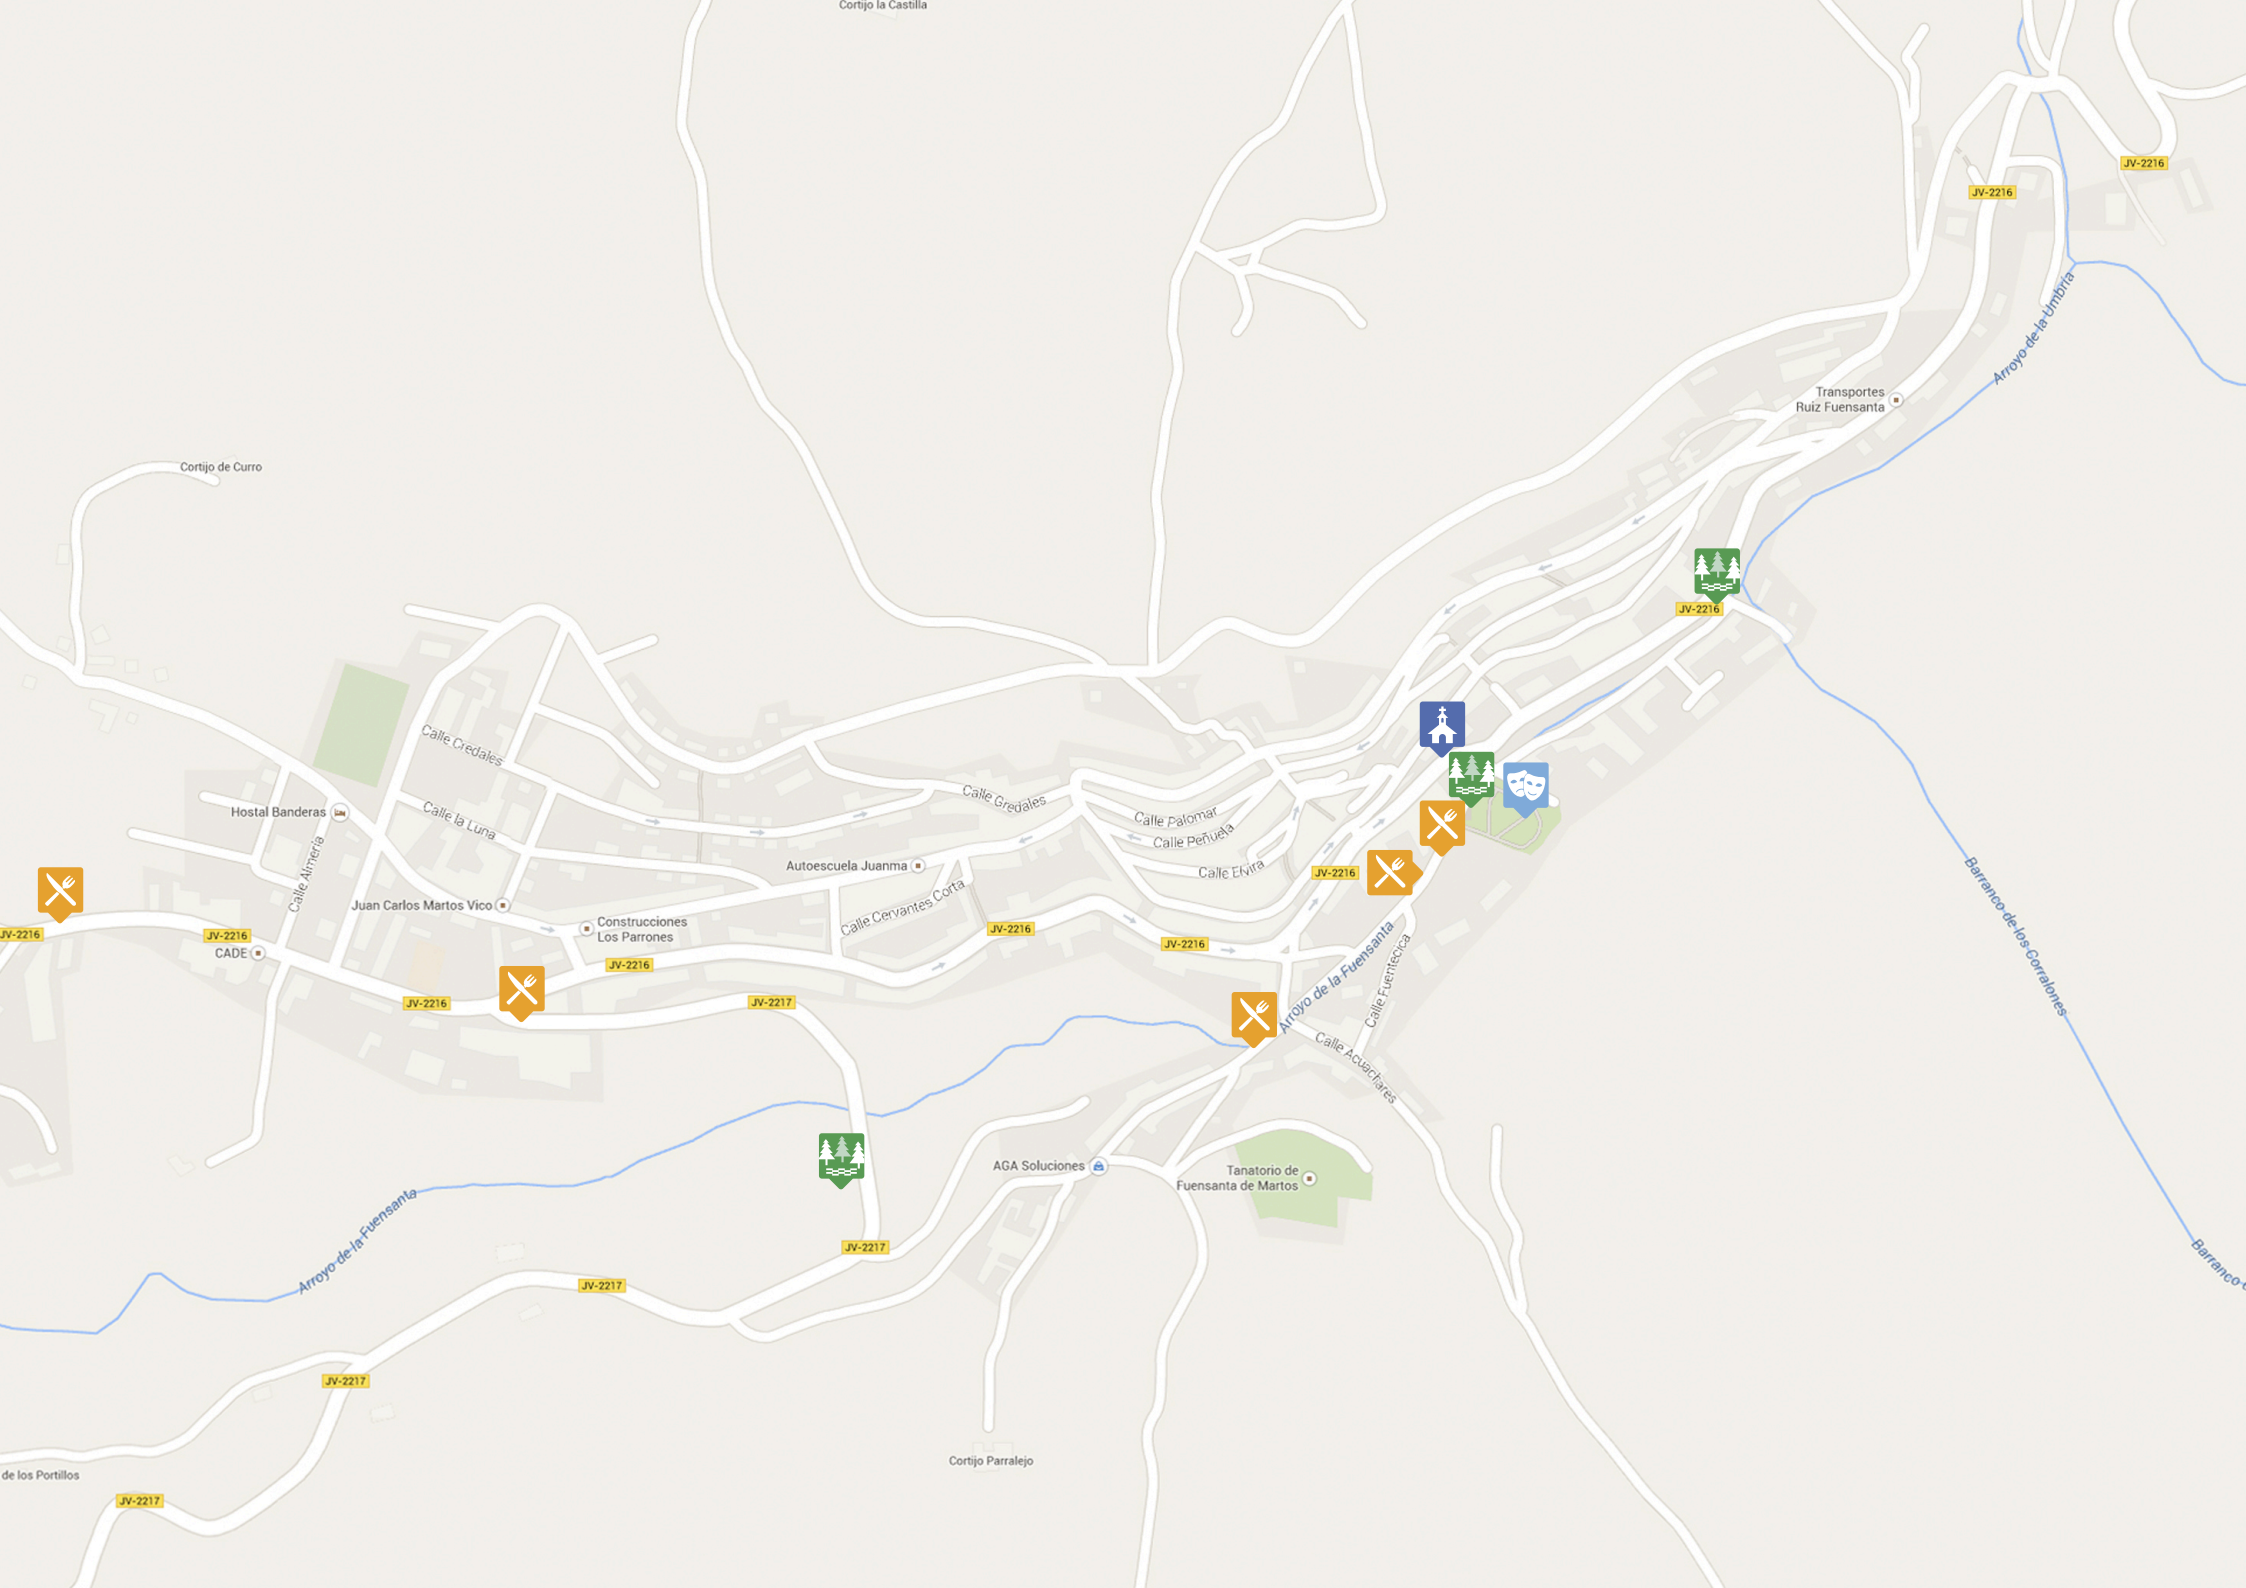 Cortijo la Castilla
JV-2216
JV-2216
Arroyo de la Umbría
Transportes
Ruiz Fuensanta
Cortijo de Curro
JV-2216
Calle Credales
Calle Gredales
Calle Palomar
Calle Peñuela
Calle Elvira
Hostal Banderas
Calle la Luna
Calle Almería
Autoescuela Juanma
JV-2216
Calle Cervantes Corta
Juan Carlos Martos Vico
Construcciones
Los Parrones
JV-2216
JV-2216
JV-2216
JV-2216
CADE
JV-2216
JV-2216
JV-2217
Arroyo de la Fuensanta
Calle Fuentecica
Calle Acuachares
Barranco de los Corralones
AGA Soluciones
Tanatorio de
Fuensanta de Martos
Arroyo de la Fuensanta
JV-2217
JV-2217
Barranco
JV-2217
Cortijo Parralejo
de los Portillos
JV-2217